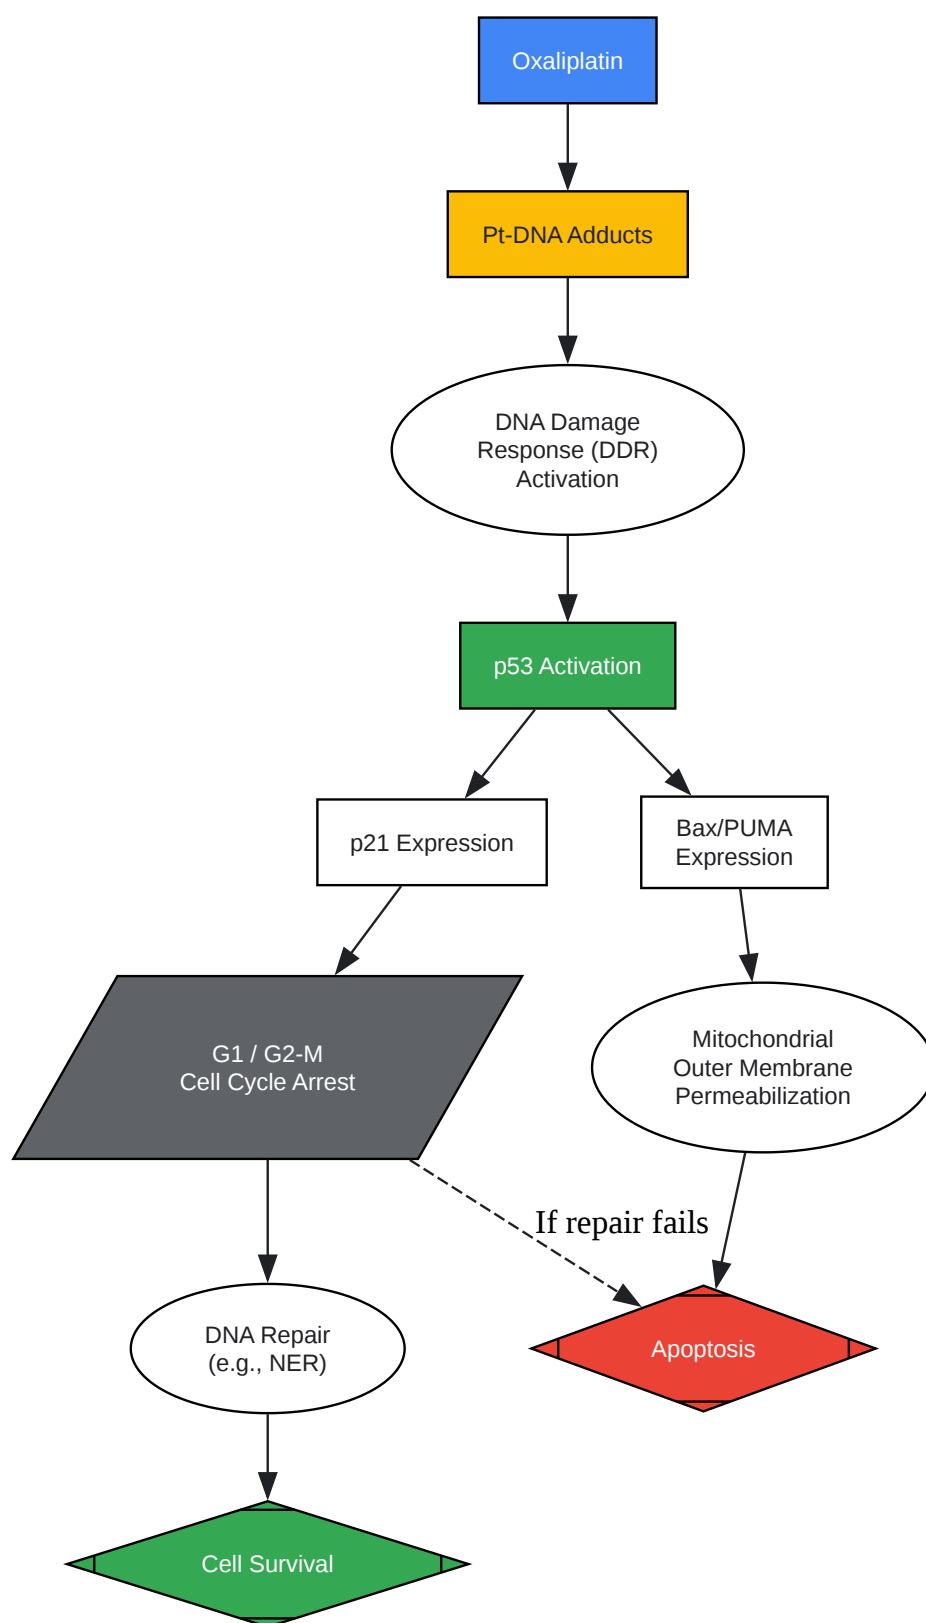 Oxaliplatin
Pt-DNA Adducts
DNA Damage
Response (DDR)
Activation
p53 Activation
p21 Expression
Bax/PUMA
Expression
G1 / G2-M
Cell Cycle Arrest
Mitochondrial
Outer Membrane
Permeabilization
If repair fails
DNA Repair
(e.g., NER)
Apoptosis
Cell Survival